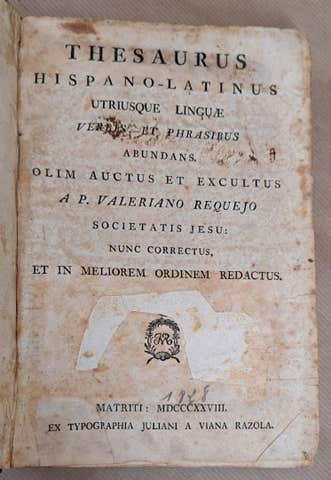 THESAURUS
HISPANO-LATINUS
UTRIUSQUE LINGUÆ
VERBIS ET PHRASIBUS
ABUNDANS.
OLIM AUCTUS ET EXCULTUS
A P. VALERIANO REQUEJO
SOCIETATIS JESU:
NUNC CORRECTUS,
ET IN MELIOREM ORDINEM REDACTUS.
1828
MATRITI: MDCCCXXVIII.
EX TYPOGRAPHIA JULIANI A VIANA RAZOLA.